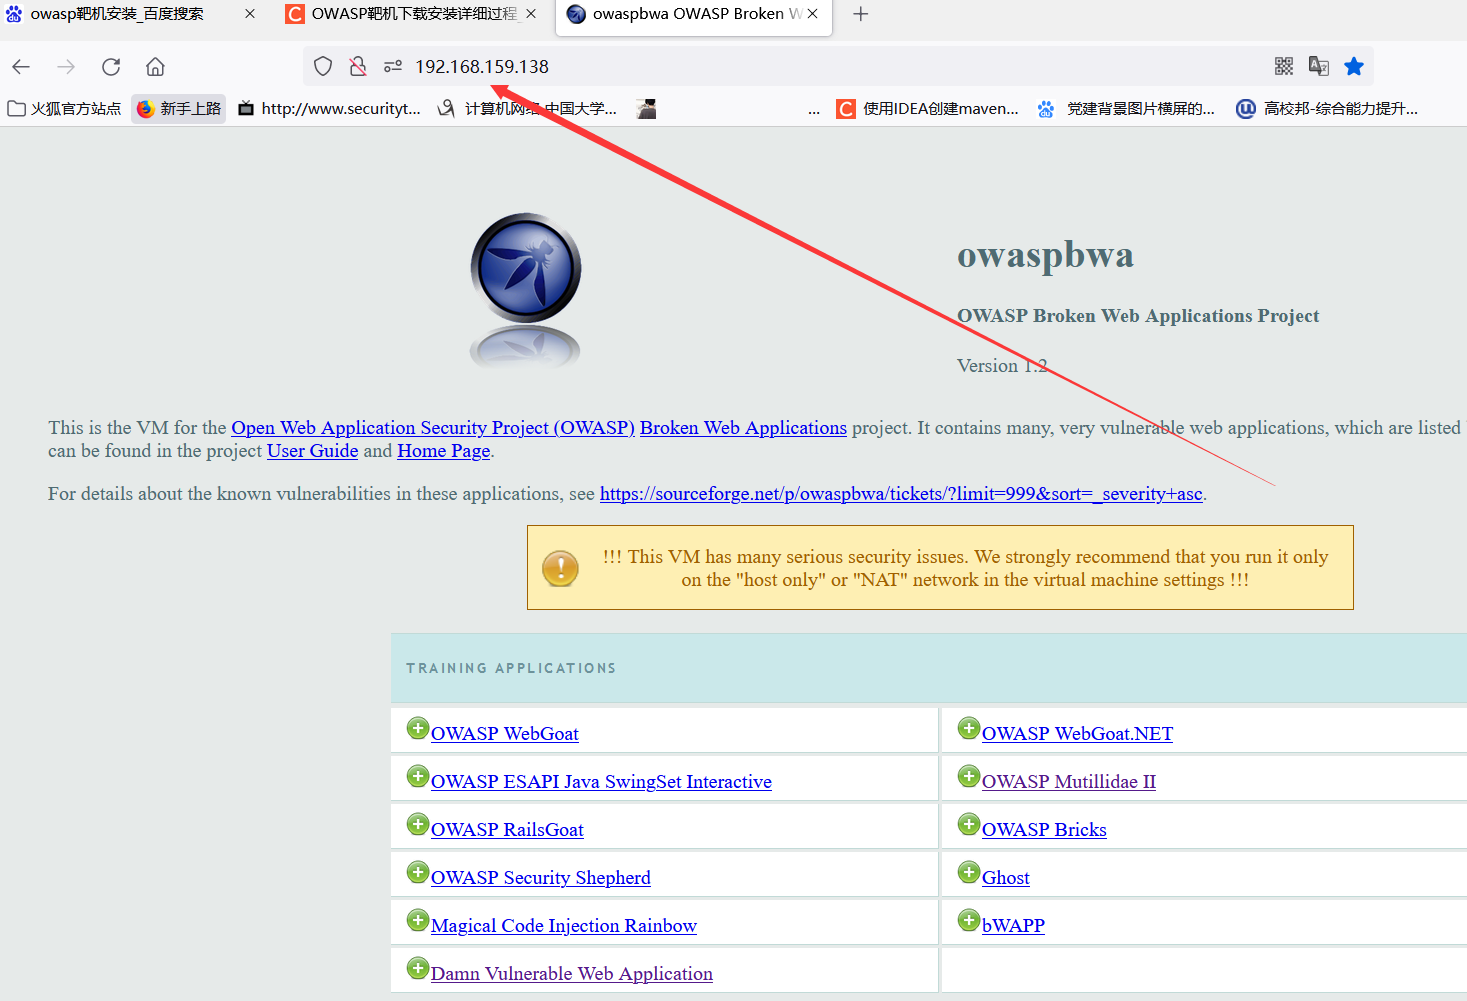 owasp靶机安装_百度搜索
OWASP靶机下载安装详细过程_
owaspbwa OWASP Broken W
192.168.159.138
火狐官方站点 新手上路 http://www.securityt... 计算机网络 中国大学... ... 使用IDEA创建maven... 党建背景图片横屏的... 高校邦-综合能力提升...
owaspbwa
OWASP Broken Web Applications Project
Version 1.2
This is the VM for the Open Web Application Security Project (OWASP) Broken Web Applications project. It contains many, very vulnerable web applications, which are listed
can be found in the project User Guide and Home Page.
For details about the known vulnerabilities in these applications, see https://sourceforge.net/p/owaspbwa/tickets/?limit=999&sort=_severity+asc.
!!! This VM has many serious security issues. We strongly recommend that you run it only
on the "host only" or "NAT" network in the virtual machine settings !!!
TRAINING APPLICATIONS
OWASP WebGoat
OWASP WebGoat.NET
OWASP ESAPI Java SwingSet Interactive
OWASP Mutillidae II
OWASP RailsGoat
OWASP Bricks
OWASP Security Shepherd
Ghost
Magical Code Injection Rainbow
bWAPP
Damn Vulnerable Web Application